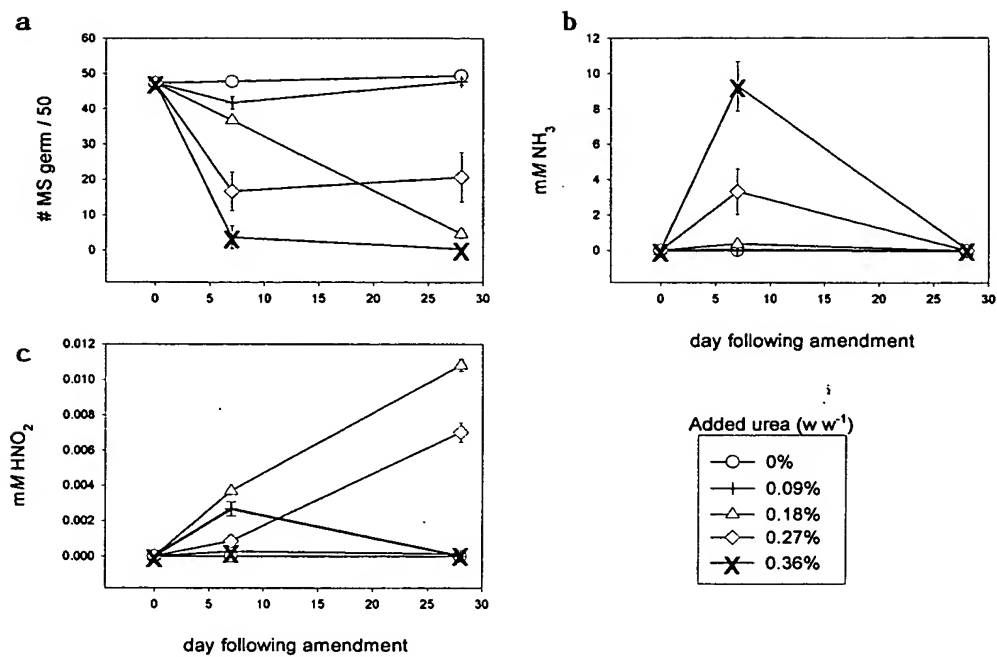 a
60
50
40
30
20
10
0
# MS germ / 50
0 5 10 15 20 25 30
b
12
10
8
6
4
2
0
mM NH3
0 5 10 15 20 25 30
day following amendment
c
0.012
0.010
0.008
0.006
0.004
0.002
0.000
mM HNO2
0 5 10 15 20 25 30
day following amendment
Added urea (w w-1)
0%
0.09%
0.18%
0.27%
0.36%